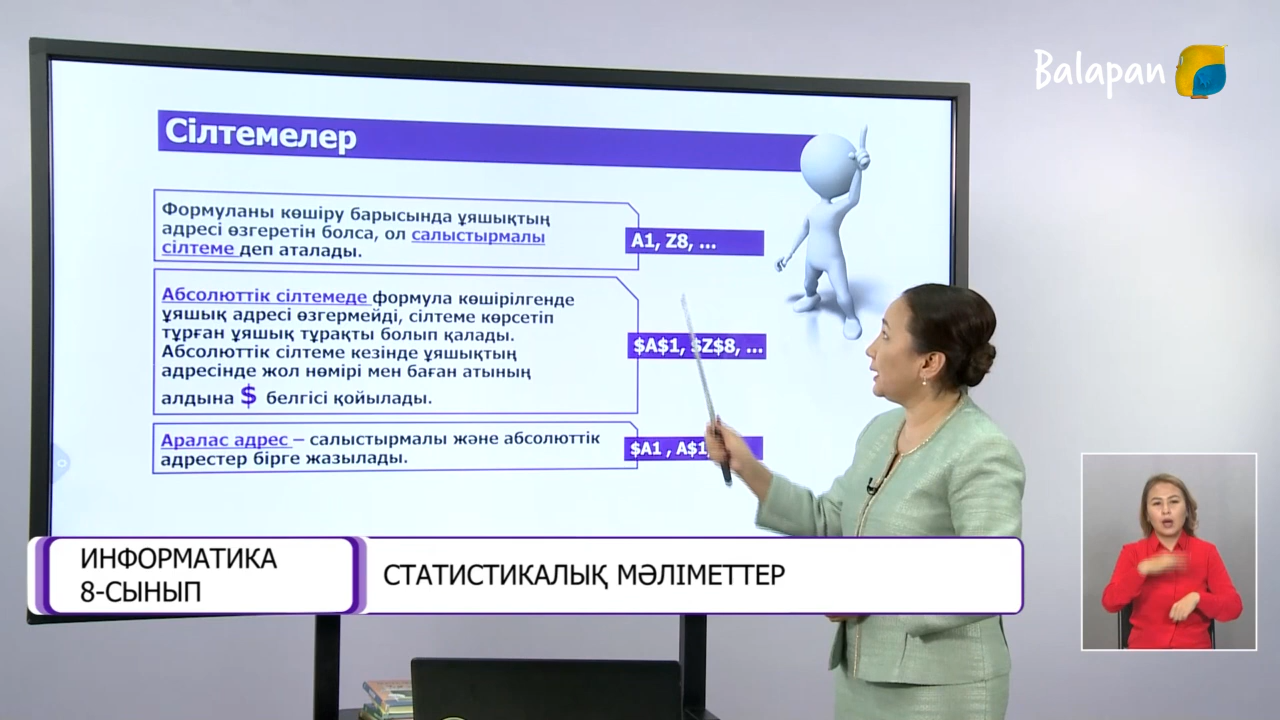 Balapan
Сілтемелер
Формуланы көшіру барысында ұяшықтың
адресі өзгеретін болса, ол салыстырмалы
сілтеме деп аталады.
A1, Z8, ...
Абсолюттік сілтемеде формула көшірілгенде
ұяшық адресі өзгермейді, сілтеме көрсетіп
тұрған ұяшық тұрақты болып қалады.
Абсолюттік сілтеме кезінде ұяшықтың
адресінде жол нөмірі мен баған атының
алдына $ белгісі қойылады.
$A$1, $Z$8, ...
Аралас адрес – салыстырмалы және абсолюттік
адрестер бірге жазылады.
$A1 , A$1
ИНФОРМАТИКА
8-СЫНЫП
СТАТИСТИКАЛЫҚ МӘЛІМЕТТЕР